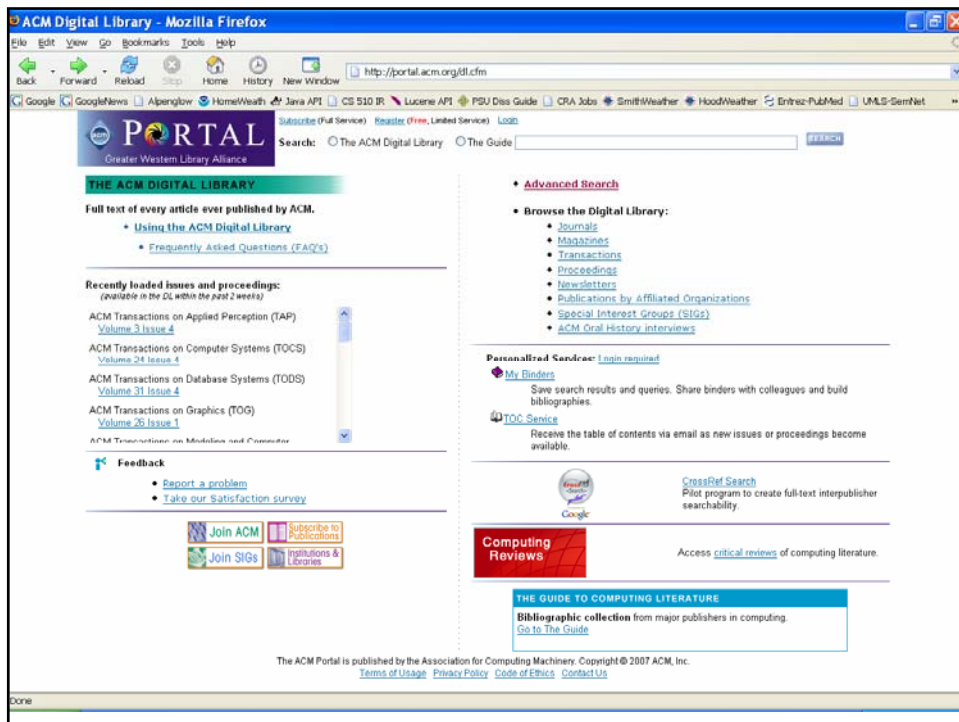 ACM Digital Library - Mozilla Firefox
File Edit View Go Bookmarks Tools Help
Back Forward Reload Stop Home History New Window http://portal.acm.org/dl.cfm
Google GoogleNews Alpenglow HomeWeath Java API CS 510 IR Lucene API PSU Diss Guide CRA Jobs SmithWeather HoodWeather Entrez-PubMed UMLS-SemNet »
acm PORTAL
Greater Western Library Alliance
Subscribe (Full Service) Register (Free, Limited Service) Login
Search: The ACM Digital Library The Guide SEARCH
THE ACM DIGITAL LIBRARY
Full text of every article ever published by ACM.
Using the ACM Digital Library
Frequently Asked Questions (FAQ's)
Recently loaded issues and proceedings:
(available in the DL within the past 2 weeks)
ACM Transactions on Applied Perception (TAP)
Volume 3 Issue 4
ACM Transactions on Computer Systems (TOCS)
Volume 24 Issue 4
ACM Transactions on Database Systems (TODS)
Volume 31 Issue 4
ACM Transactions on Graphics (TOG)
Volume 26 Issue 1
ACM Transactions on Modeling and Computer
Feedback
Report a problem
Take our Satisfaction survey
Join ACM
Subscribe to
Publications
Join SIGs
Institutions &
Libraries
Advanced Search
Browse the Digital Library:
Journals
Magazines
Transactions
Proceedings
Newsletters
Publications by Affiliated Organizations
Special Interest Groups (SIGs)
ACM Oral History interviews
Personalized Services: Login required
My Binders
Save search results and queries. Share binders with colleagues and build
bibliographies.
TOC Service
Receive the table of contents via email as new issues or proceedings become
available.
crossref
Search
pilot
Google
CrossRef Search
Pilot program to create full-text interpublisher
searchability.
Computing
Reviews
Access critical reviews of computing literature.
THE GUIDE TO COMPUTING LITERATURE
Bibliographic collection from major publishers in computing.
Go to The Guide
The ACM Portal is published by the Association for Computing Machinery. Copyright © 2007 ACM, Inc.
Terms of Usage Privacy Policy Code of Ethics Contact Us
Done